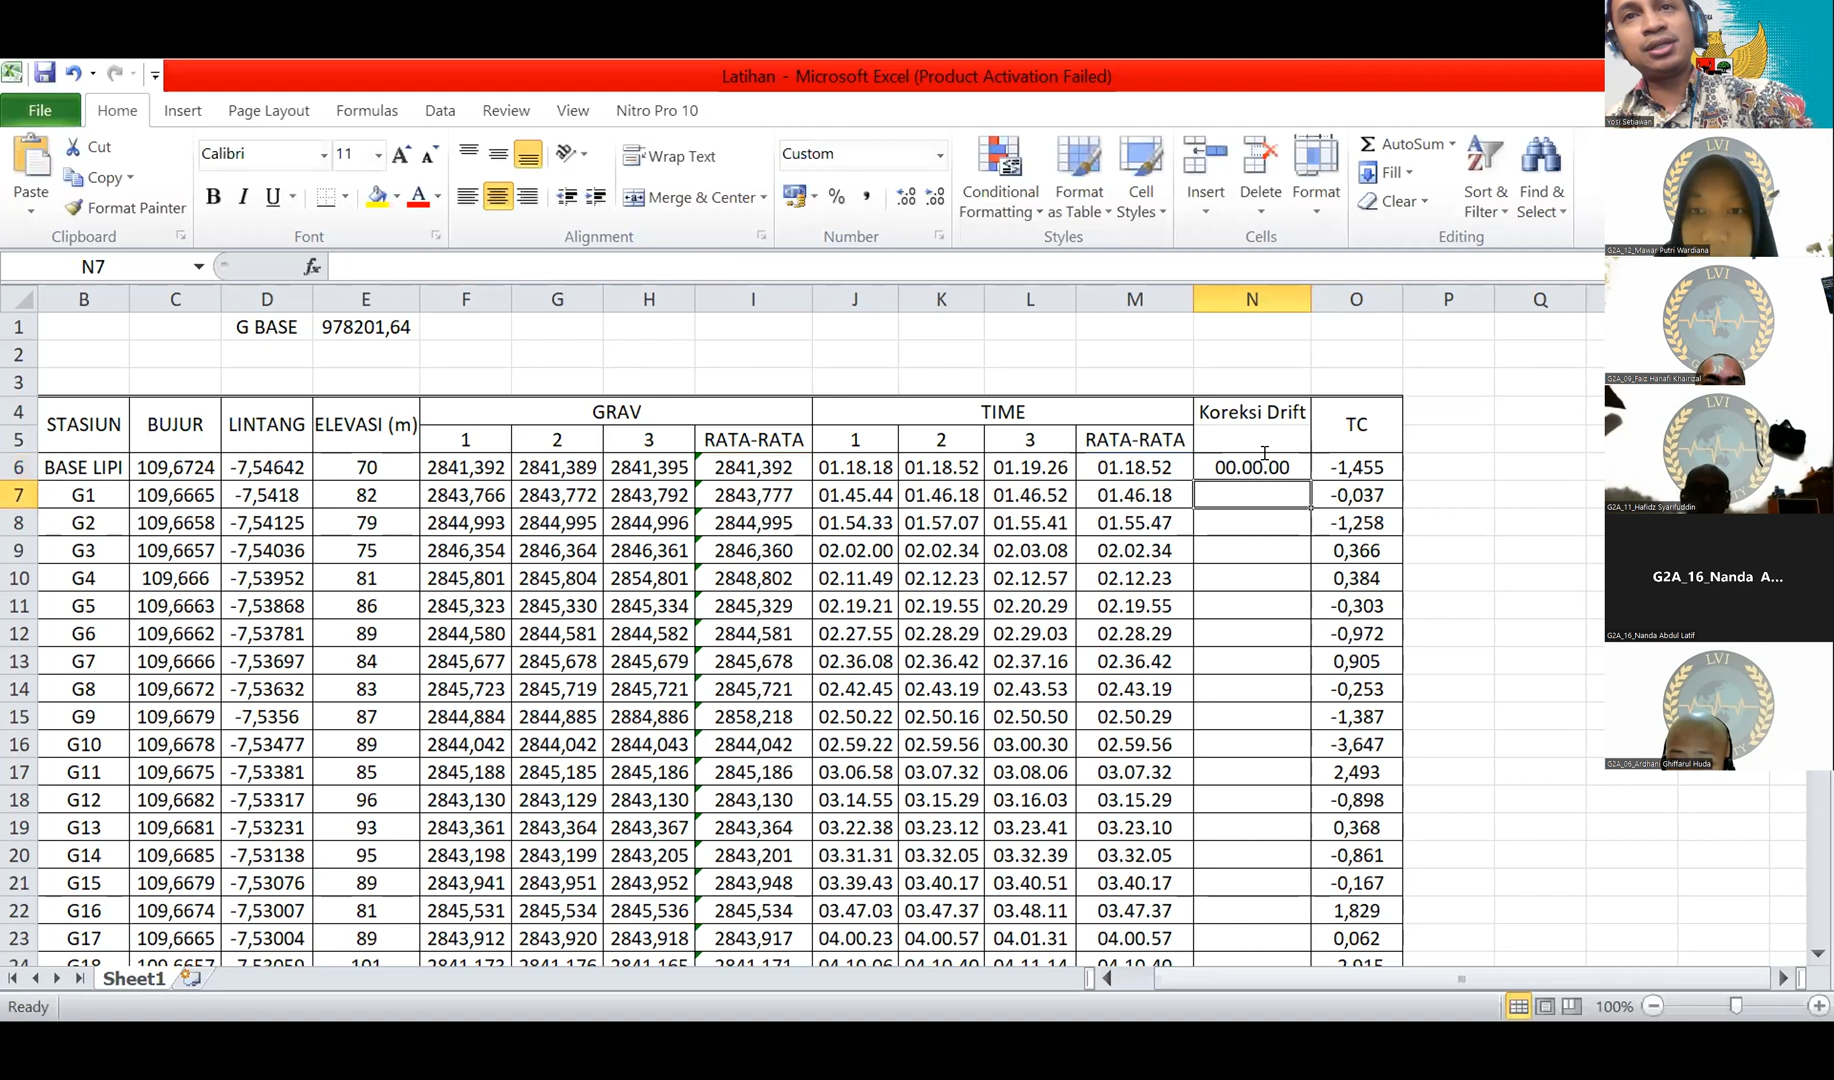 Latihan - Microsoft Excel (Product Activation Failed)
File Home Insert Page Layout Formulas Data Review View Nitro Pro 10
Paste Cut Copy Format Painter
Calibri 11 B I U A A A
Wrap Text Merge & Center
Custom % ,
Conditional Formatting Format as Table Cell Styles
Insert Delete Format
Σ AutoSum Fill Clear Sort & Filter Find & Select
Clipboard Font Alignment Number Styles Cells Editing
N7 fx
B C D E F G H I J K L M N O P Q
1 G BASE 978201,64
2
3
4 STASIUN BUJUR LINTANG ELEVASI (m) GRAV TIME Koreksi Drift TC
5 1 2 3 RATA-RATA 1 2 3 RATA-RATA
6 BASE LIPI 109,6724 -7,54642 70 2841,392 2841,389 2841,395 2841,392 01.18.18 01.18.52 01.19.26 01.18.52 00.00.00 -1,455
7 G1 109,6665 -7,5418 82 2843,766 2843,772 2843,792 2843,777 01.45.44 01.46.18 01.46.52 01.46.18 -0,037
8 G2 109,6658 -7,54125 79 2844,993 2844,995 2844,996 2844,995 01.54.33 01.57.07 01.55.41 01.55.47 -1,258
9 G3 109,6657 -7,54036 75 2846,354 2846,364 2846,361 2846,360 02.02.00 02.02.34 02.03.08 02.02.34 0,366
10 G4 109,666 -7,53952 81 2845,801 2845,804 2854,801 2848,802 02.11.49 02.12.23 02.12.57 02.12.23 0,384
11 G5 109,6663 -7,53868 86 2845,323 2845,330 2845,334 2845,329 02.19.21 02.19.55 02.20.29 02.19.55 -0,303
12 G6 109,6662 -7,53781 89 2844,580 2844,581 2844,582 2844,581 02.27.55 02.28.29 02.29.03 02.28.29 -0,972
13 G7 109,6666 -7,53697 84 2845,677 2845,678 2845,679 2845,678 02.36.08 02.36.42 02.37.16 02.36.42 0,905
14 G8 109,6672 -7,53632 83 2845,723 2845,719 2845,721 2845,721 02.42.45 02.43.19 02.43.53 02.43.19 -0,253
15 G9 109,6679 -7,5356 87 2844,884 2844,885 2884,886 2858,218 02.50.22 02.50.16 02.50.50 02.50.29 -1,387
16 G10 109,6678 -7,53477 89 2844,042 2844,042 2844,043 2844,042 02.59.22 02.59.56 03.00.30 02.59.56 -3,647
17 G11 109,6675 -7,53381 85 2845,188 2845,185 2845,186 2845,186 03.06.58 03.07.32 03.08.06 03.07.32 2,493
18 G12 109,6682 -7,53317 96 2843,130 2843,129 2843,130 2843,130 03.14.55 03.15.29 03.16.03 03.15.29 -0,898
19 G13 109,6681 -7,53231 93 2843,361 2843,364 2843,367 2843,364 03.22.38 03.23.12 03.23.41 03.23.10 0,368
20 G14 109,6685 -7,53138 95 2843,198 2843,199 2843,205 2843,201 03.31.31 03.32.05 03.32.39 03.32.05 -0,861
21 G15 109,6679 -7,53076 89 2843,941 2843,951 2843,952 2843,948 03.39.43 03.40.17 03.40.51 03.40.17 -0,167
22 G16 109,6674 -7,53007 81 2845,531 2845,534 2845,536 2845,534 03.47.03 03.47.37 03.48.11 03.47.37 1,829
23 G17 109,6665 -7,53004 89 2843,912 2843,920 2843,918 2843,917 04.00.23 04.00.57 04.01.31 04.00.57 0,062
Sheet1
Ready 100%
Yosi Setiawan
LVI
G2A_12_Mawar Putri Wardiana
LVI
G2A_09_Faiz Hanafi Khairizal
LVI
G2A_11_Hafidz Syarifuddin
G2A_16_Nanda A...
G2A_16_Nanda Abdul Latif
LVI
G2A_06_Ardhani Ghiffarul Huda